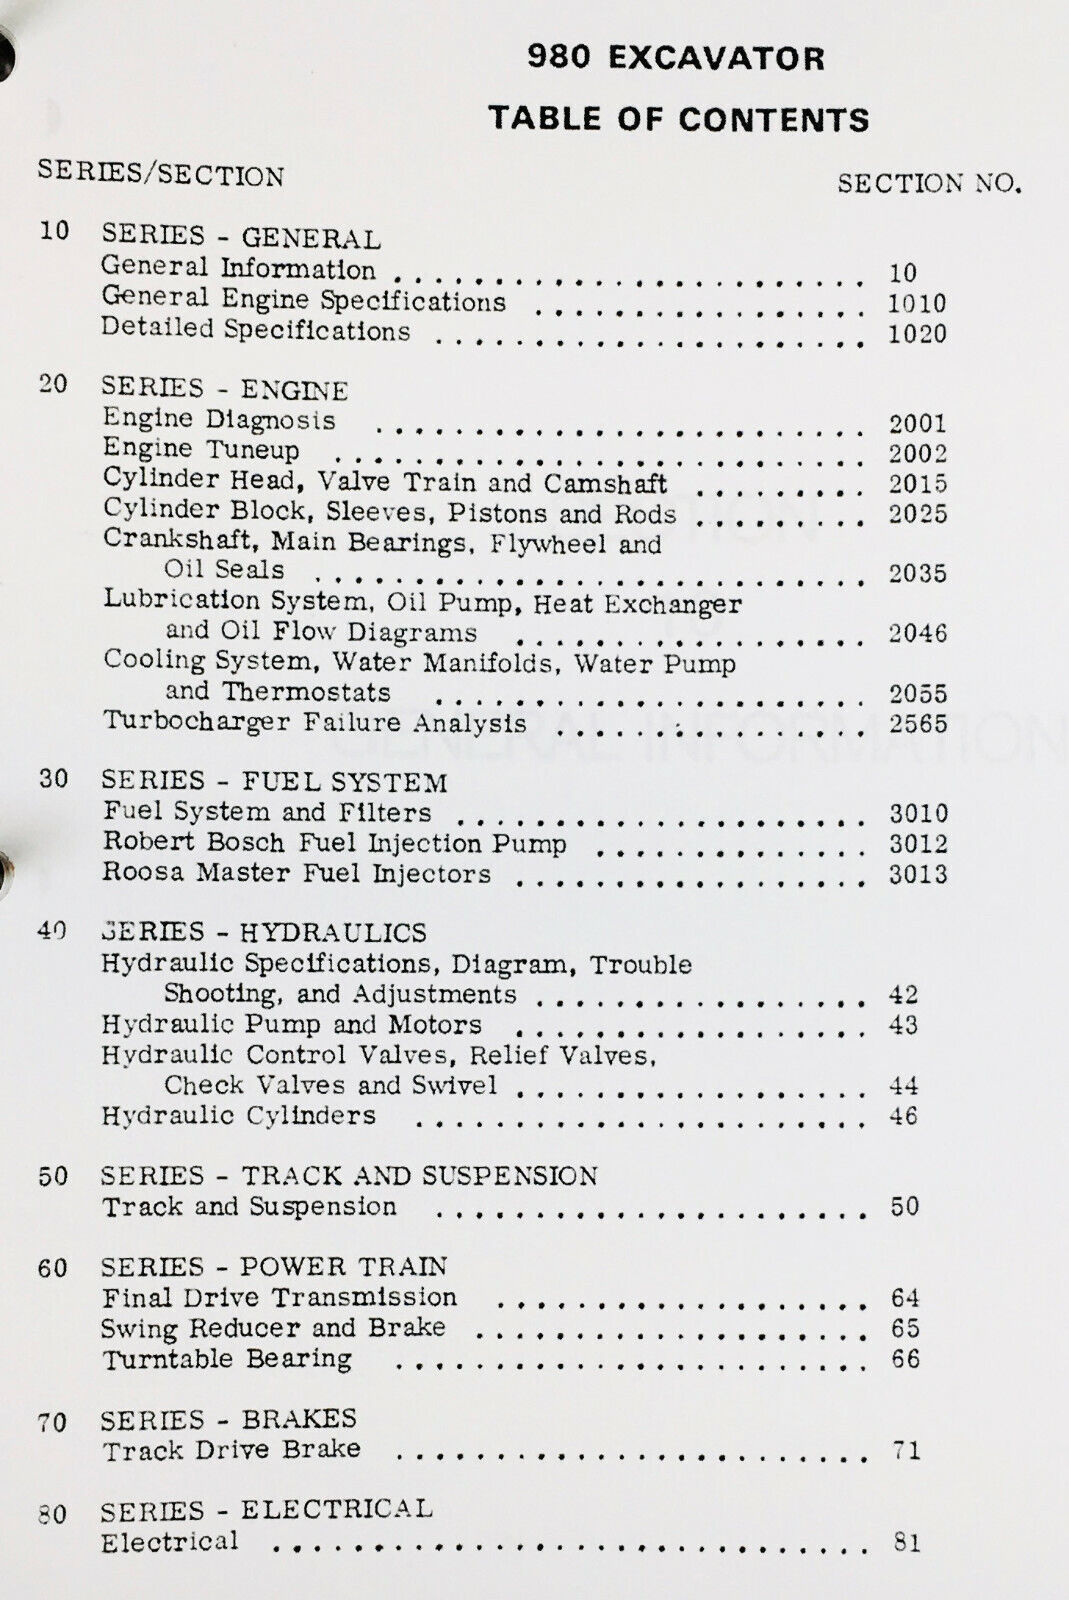 980 EXCAVATOR
TABLE OF CONTENTS
SERIES/SECTION SECTION NO.
10 SERIES - GENERAL
General Information . . . . . . . . . . . . . . . . . . . . . . . . 10
General Engine Specifications . . . . . . . . . . . . . . . . . 1010
Detailed Specifications . . . . . . . . . . . . . . . . . . . . . . 1020
20 SERIES - ENGINE
Engine Diagnosis . . . . . . . . . . . . . . . . . . . . . . . . . 2001
Engine Tuneup . . . . . . . . . . . . . . . . . . . . . . . . . . . 2002
Cylinder Head, Valve Train and Camshaft . . . . . . . . . 2015
Cylinder Block, Sleeves, Pistons and Rods . . . . . . . . . 2025
Crankshaft, Main Bearings, Flywheel and
Oil Seals . . . . . . . . . . . . . . . . . . . . . . . . . . . . 2035
Lubrication System, Oil Pump, Heat Exchanger
and Oil Flow Diagrams . . . . . . . . . . . . . . . . . . 2046
Cooling System, Water Manifolds, Water Pump
and Thermostats . . . . . . . . . . . . . . . . . . . . . . 2055
Turbocharger Failure Analysis . . . . . . . . . . . . . . . . 2565
30 SERIES - FUEL SYSTEM
Fuel System and Filters . . . . . . . . . . . . . . . . . . . . . 3010
Robert Bosch Fuel Injection Pump . . . . . . . . . . . . . . 3012
Roosa Master Fuel Injectors . . . . . . . . . . . . . . . . . . 3013
40 SERIES - HYDRAULICS
Hydraulic Specifications, Diagram, Trouble
Shooting, and Adjustments . . . . . . . . . . . . . . . . . 42
Hydraulic Pump and Motors . . . . . . . . . . . . . . . . . . 43
Hydraulic Control Valves, Relief Valves,
Check Valves and Swivel . . . . . . . . . . . . . . . . . . 44
Hydraulic Cylinders . . . . . . . . . . . . . . . . . . . . . . . 46
50 SERIES - TRACK AND SUSPENSION
Track and Suspension . . . . . . . . . . . . . . . . . . . . . . 50
60 SERIES - POWER TRAIN
Final Drive Transmission . . . . . . . . . . . . . . . . . . . 64
Swing Reducer and Brake . . . . . . . . . . . . . . . . . . . . 65
Turntable Bearing . . . . . . . . . . . . . . . . . . . . . . . . 66
70 SERIES - BRAKES
Track Drive Brake . . . . . . . . . . . . . . . . . . . . . . . . 71
80 SERIES - ELECTRICAL
Electrical . . . . . . . . . . . . . . . . . . . . . . . . . . . . . . 81
GENERAL INFORMATION